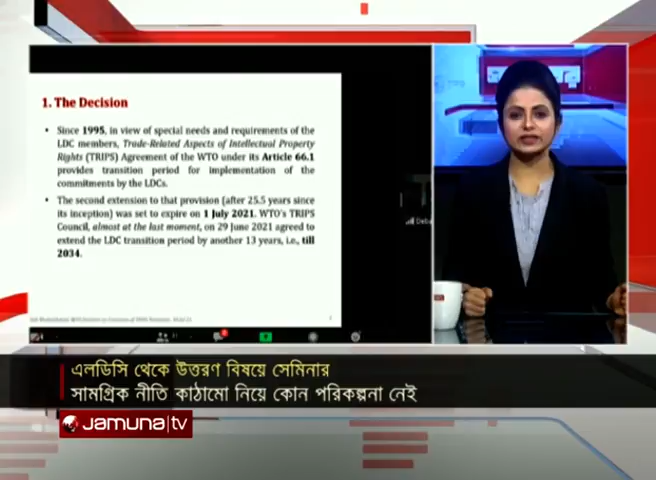 1. The Decision
• Since 1995, in view of special needs and requirements of the
LDC members, Trade-Related Aspects of Intellectual Property
Rights (TRIPS) Agreement of the WTO under its Article 66.1
provides transition period for implementation of the
commitments by the LDCs.
• The second extension to that provision (after 25.5 years since
its inception) was set to expire on 1 July 2021. WTO's TRIPS
Council, almost at the last moment, on 29 June 2021 agreed to
extend the LDC transition period by another 13 years, i.e., till
2034.
এলডিসি থেকে উত্তরণ বিষয়ে সেমিনার
সামগ্রিক নীতি কাঠামো নিয়ে কোন পরিকল্পনা নেই
JAMUNA|tv